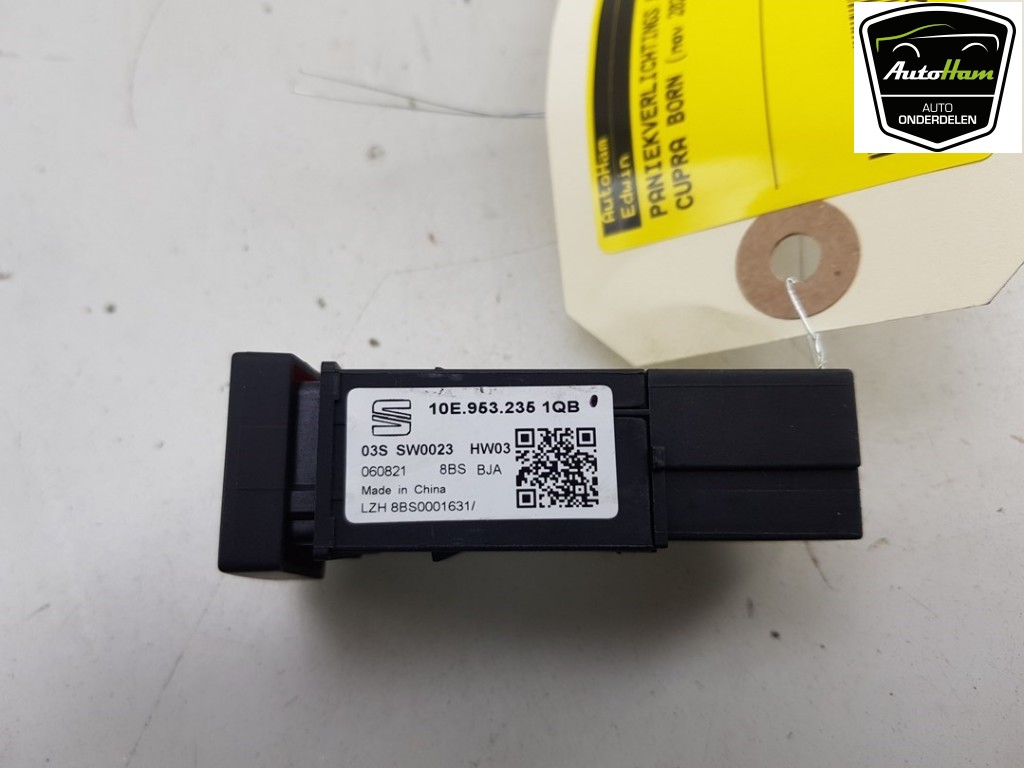 AutoHam
AUTO
ONDERDELEN
AutoHam
Edwin
PANIEKVERLICHTINGS
CUPRA BORN (nov
10E.953.235 1QB
03S SW0023 HW03
060821 8BS BJA
Made in China
LZH 8BS0001631/